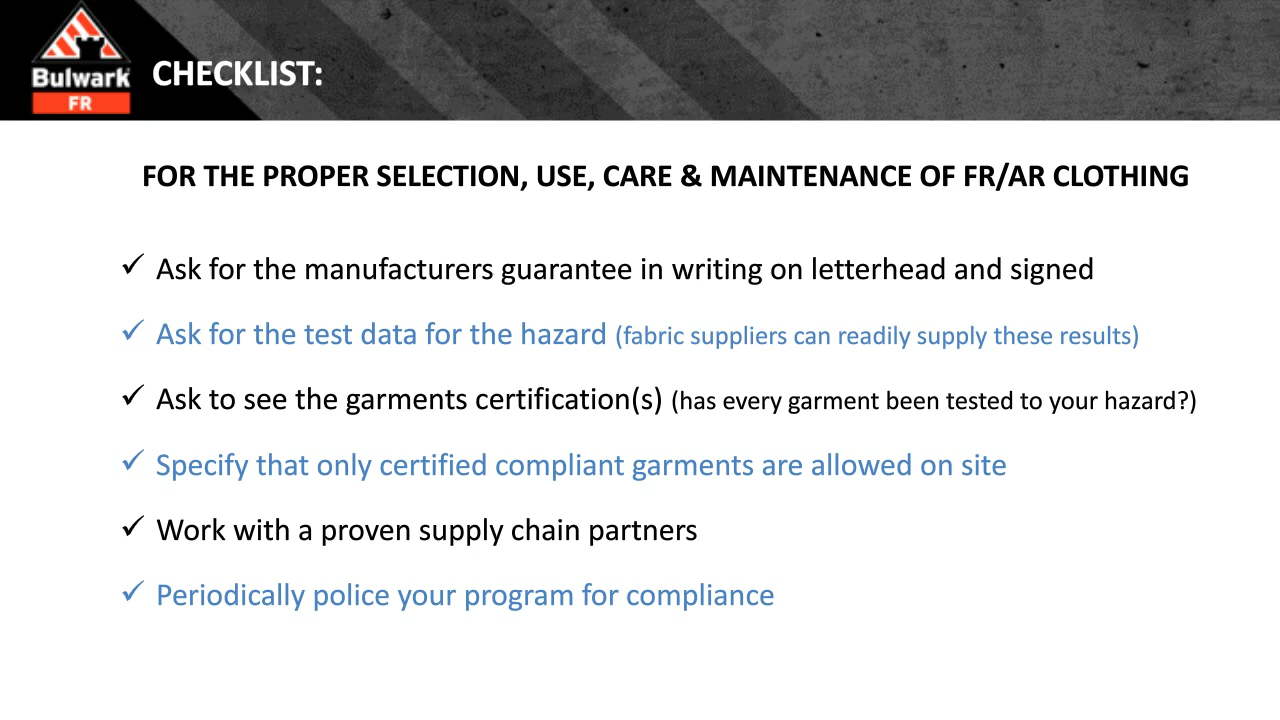 Bulwark
FR
CHECKLIST:
FOR THE PROPER SELECTION, USE, CARE & MAINTENANCE OF FR/AR CLOTHING
✓ Ask for the manufacturers guarantee in writing on letterhead and signed
✓ Ask for the test data for the hazard (fabric suppliers can readily supply these results)
✓ Ask to see the garments certification(s) (has every garment been tested to your hazard?)
✓ Specify that only certified compliant garments are allowed on site
✓ Work with a proven supply chain partners
✓ Periodically police your program for compliance